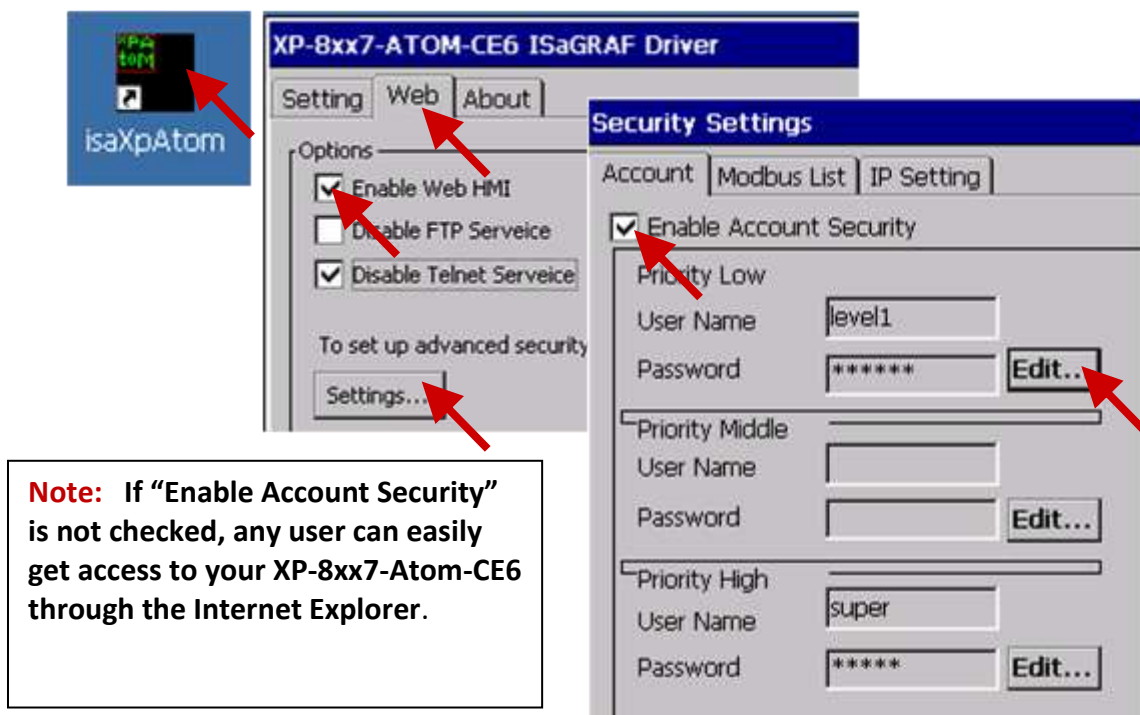 XPA
tom
isaXpAtom
XP-8xx7-ATOM-CE6 ISaGRAF Driver
Setting Web About
Options
Enable Web HMI
Disable FTP Serveice
Disable Telnet Serveice
To set up advanced security
Settings...
Security Settings
Account Modbus List IP Setting
Enable Account Security
Priority Low
User Name level1
Password ****** Edit...
Priority Middle
User Name
Password Edit...
Priority High
User Name super
Password ***** Edit...
Note: If “Enable Account Security”
is not checked, any user can easily
get access to your XP-8xx7-Atom-CE6
through the Internet Explorer.